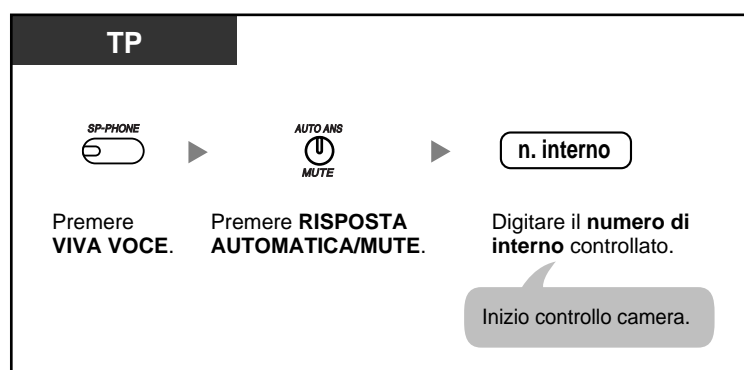 TP
SP-PHONE
AUTO ANS
MUTE
n. interno
Premere
VIVA VOCE.
Premere RISPOSTA
AUTOMATICA/MUTE.
Digitare il numero di
interno controllato.
Inizio controllo camera.